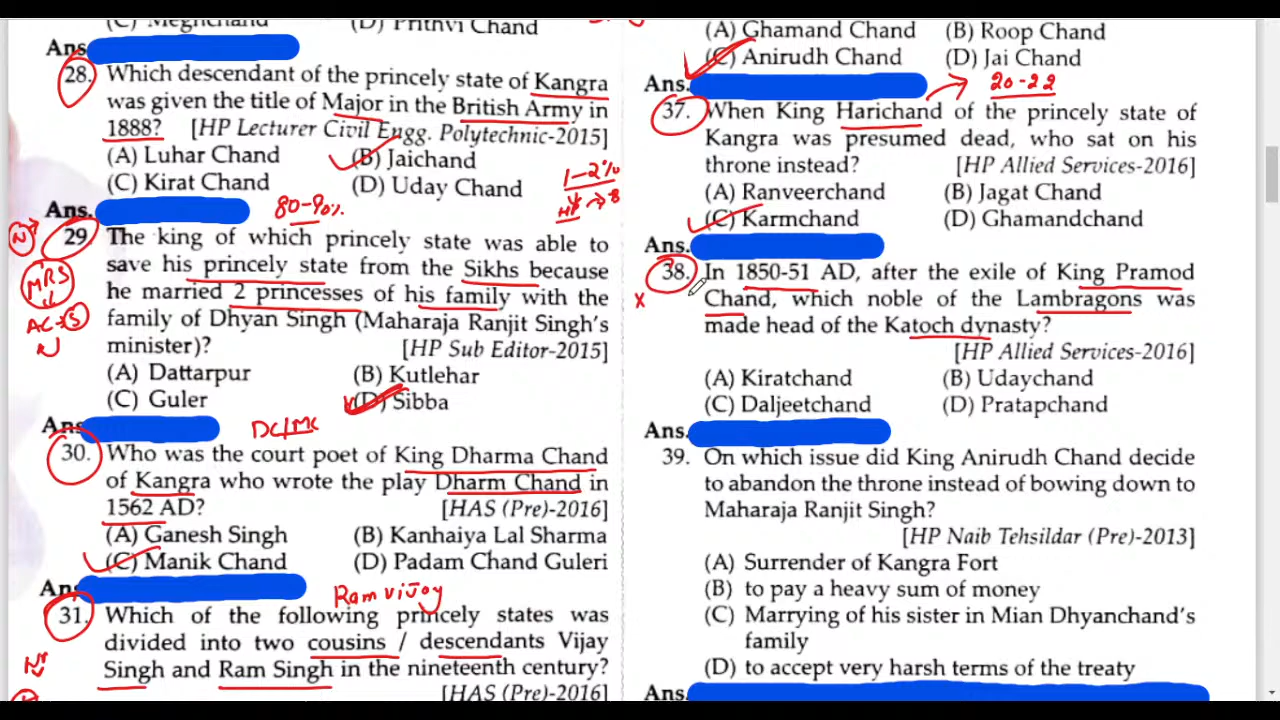 (C) Meghchand (D) Prithvi Chand
Ans.
28. Which descendant of the princely state of Kangra
was given the title of Major in the British Army in
1888? [HP Lecturer Civil Engg. Polytechnic-2015]
(A) Luhar Chand (B) Jaichand
(C) Kirat Chand (D) Uday Chand
1-2%
HP → 8
Ans. 80-90%
N
29. The king of which princely state was able to
save his princely state from the Sikhs because
MRS
he married 2 princesses of his family with the
AC → S
family of Dhyan Singh (Maharaja Ranjit Singh's
minister)? [HP Sub Editor-2015]
(A) Dattarpur (B) Kutlehar
(C) Guler (D) Sibba
Ans. DC/MC
30. Who was the court poet of King Dharma Chand
of Kangra who wrote the play Dharm Chand in
1562 AD? [HAS (Pre)-2016]
(A) Ganesh Singh (B) Kanhaiya Lal Sharma
(C) Manik Chand (D) Padam Chand Guleri
Ans. Ram vijay
31. Which of the following princely states was
divided into two cousins / descendants Vijay
Singh and Ram Singh in the nineteenth century?
[HAS (Pre)-2016]
(A) Ghamand Chand (B) Roop Chand
(C) Anirudh Chand (D) Jai Chand
Ans. 20-22
37. When King Harichand of the princely state of
Kangra was presumed dead, who sat on his
throne instead? [HP Allied Services-2016]
(A) Ranveerchand (B) Jagat Chand
(C) Karmchand (D) Ghamandchand
Ans.
38. In 1850-51 AD, after the exile of King Pramod
x Chand, which noble of the Lambragons was
made head of the Katoch dynasty?
[HP Allied Services-2016]
(A) Kiratchand (B) Udaychand
(C) Daljeetchand (D) Pratapchand
Ans.
39. On which issue did King Anirudh Chand decide
to abandon the throne instead of bowing down to
Maharaja Ranjit Singh?
[HP Naib Tehsildar (Pre)-2013]
(A) Surrender of Kangra Fort
(B) to pay a heavy sum of money
(C) Marrying of his sister in Mian Dhyanchand's
family
(D) to accept very harsh terms of the treaty
Ans.